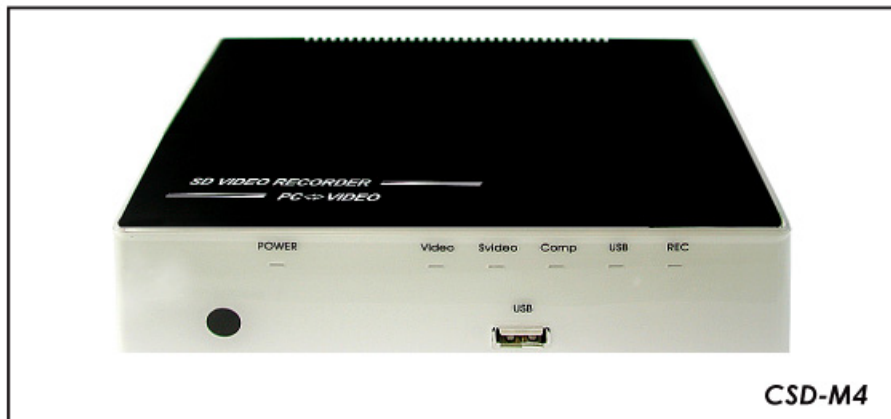 SD VIDEO RECORDER
PC⇔VIDEO
POWER Video Svideo Comp USB REC
USB
CSD-M4